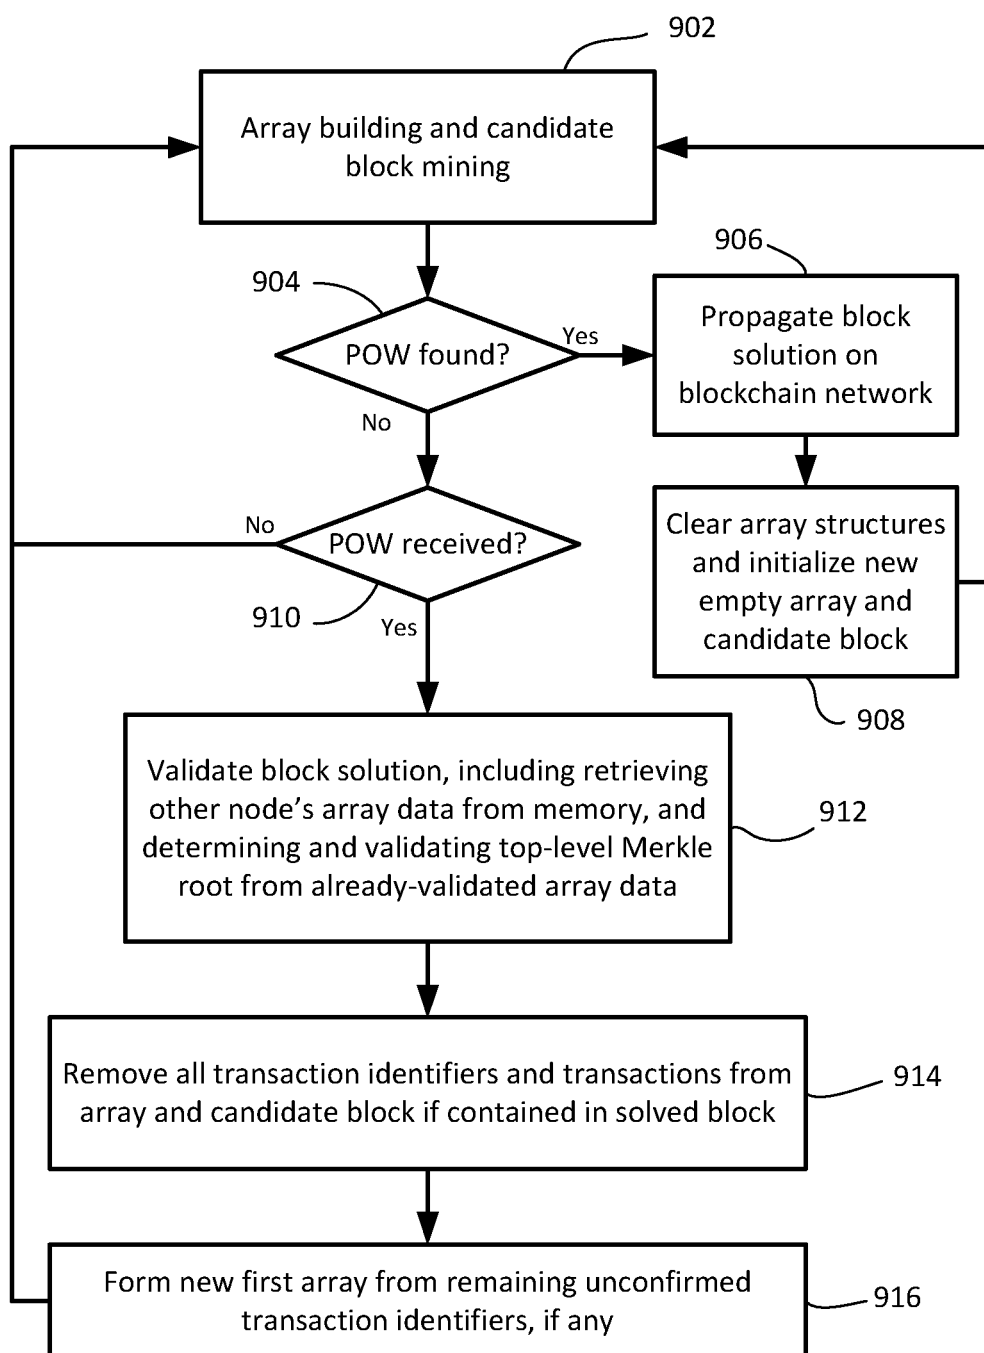 902
Array building and candidate
block mining
904
POW found?
Yes
No
906
Propagate block
solution on
blockchain network
Clear array structures
and initialize new
empty array and
candidate block
908
No
POW received?
910
Yes
Validate block solution, including retrieving
other node's array data from memory, and
determining and validating top-level Merkle
root from already-validated array data
912
Remove all transaction identifiers and transactions from
array and candidate block if contained in solved block
914
Form new first array from remaining unconfirmed
transaction identifiers, if any
916